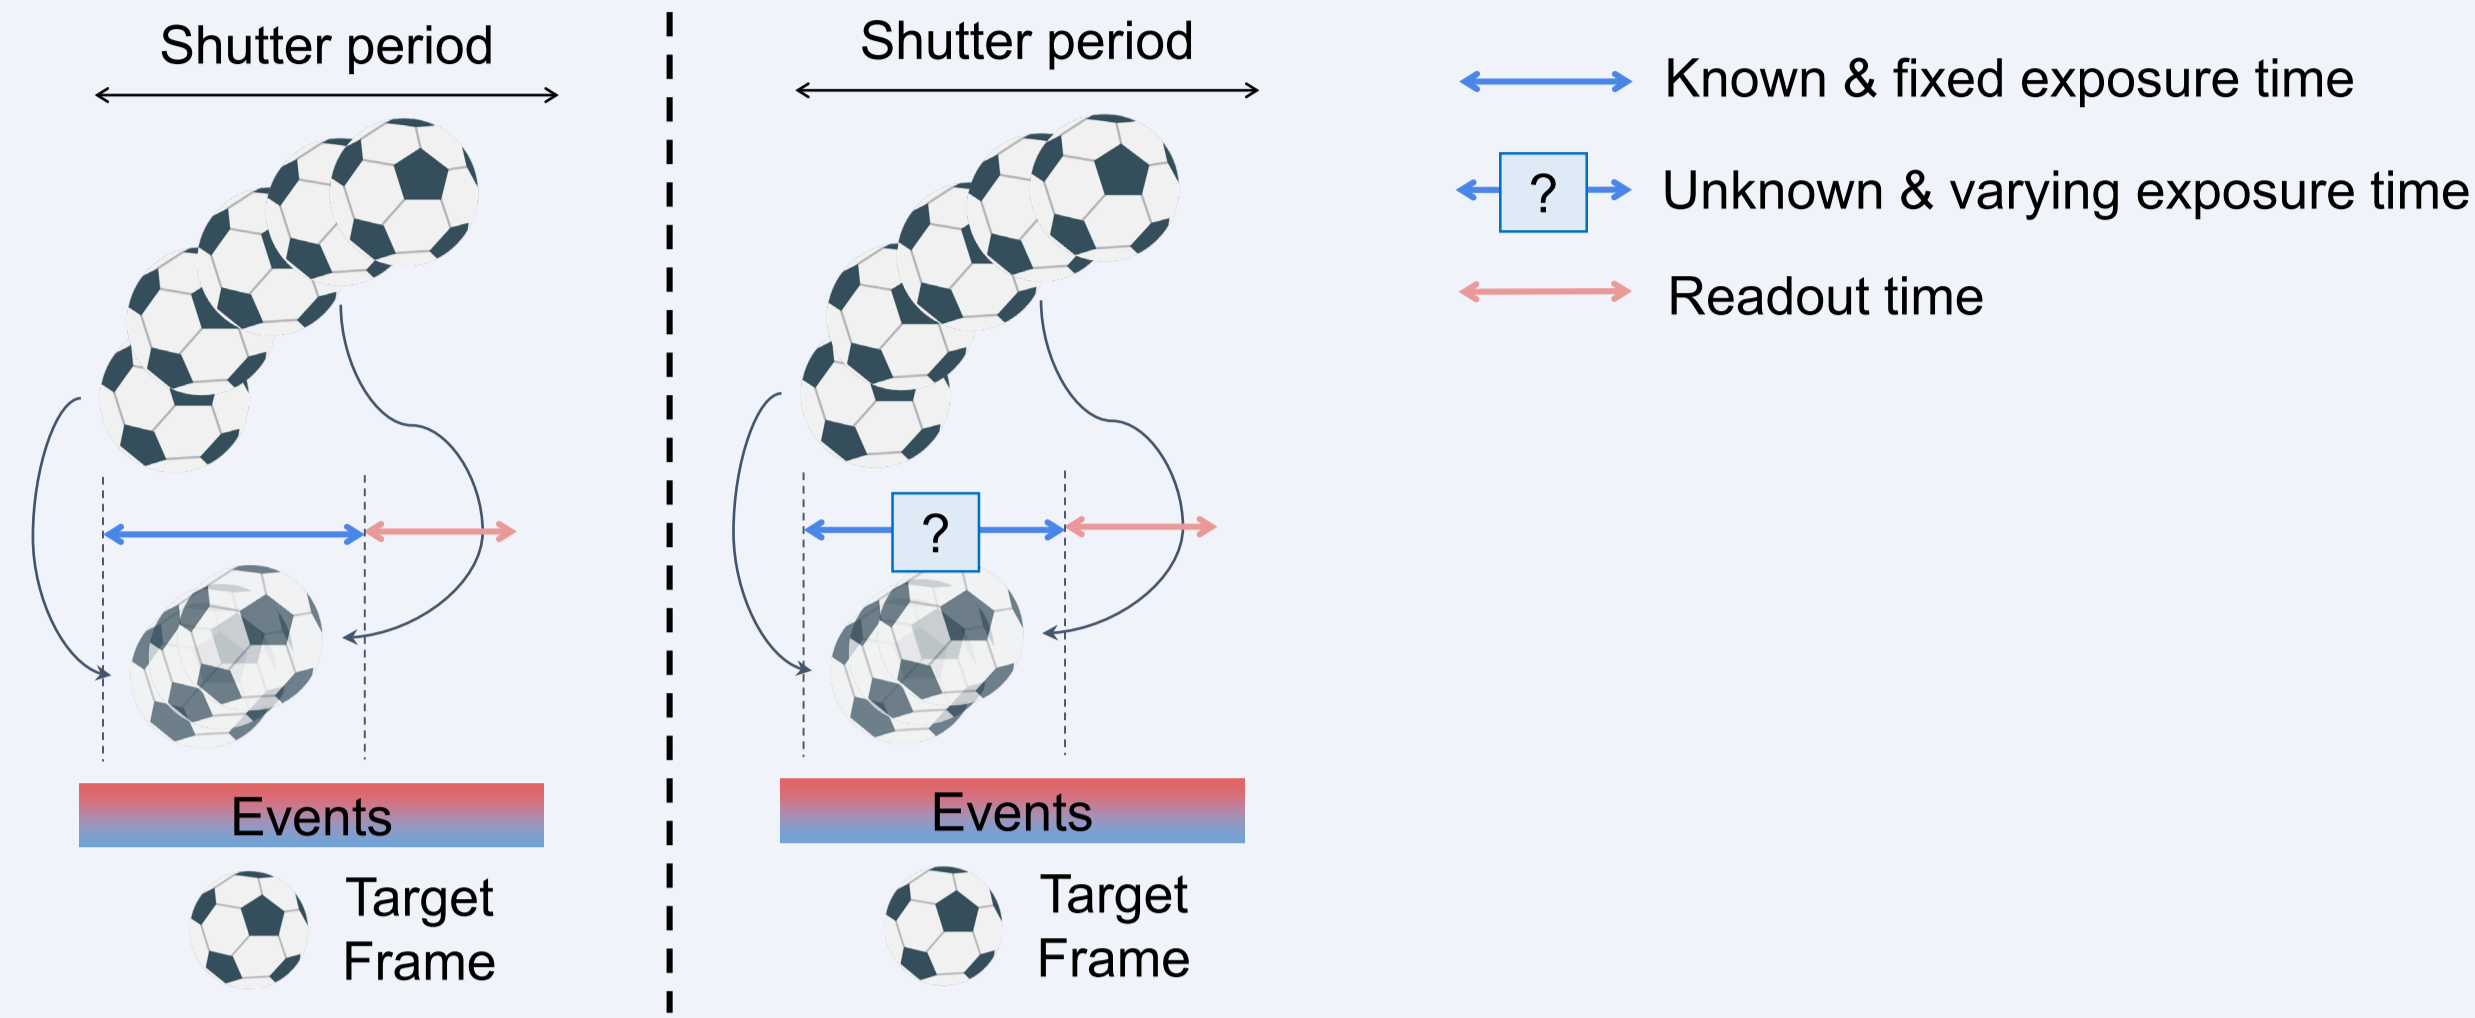 Shutter period
Events
Target
Frame
Shutter period
?
Events
Target
Frame
Known & fixed exposure time
? Unknown & varying exposure time
Readout time